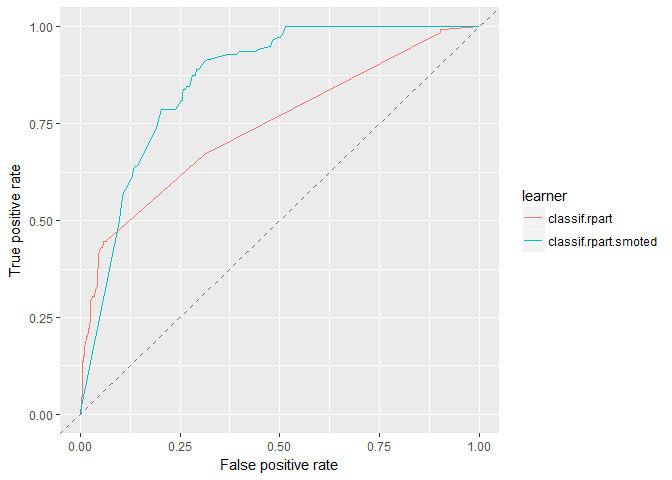 1.00
0.75
0.50
0.25
0.00
True positive rate
0.00 0.25 0.50 0.75 1.00
False positive rate
learner
classif.rpart
classif.rpart.smoted